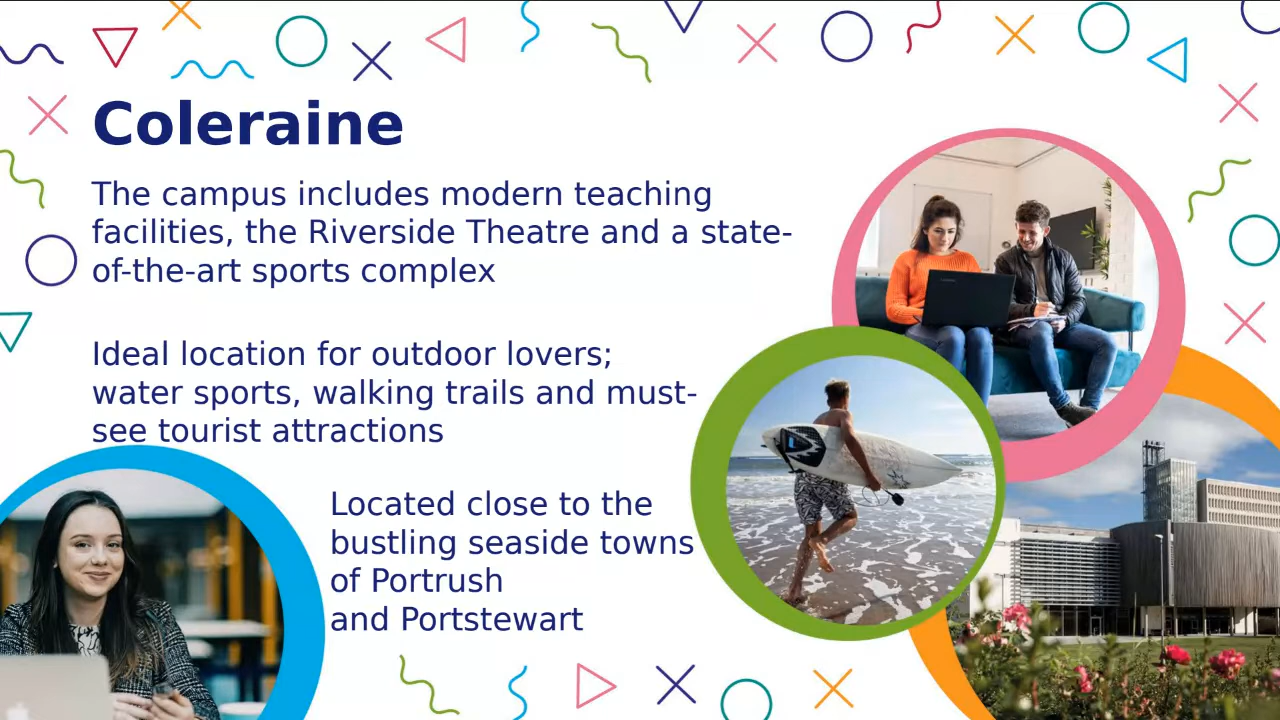 Coleraine
The campus includes modern teaching
facilities, the Riverside Theatre and a state-
of-the-art sports complex
Ideal location for outdoor lovers;
water sports, walking trails and must-
see tourist attractions
Located close to the
bustling seaside towns
of Portrush
and Portstewart